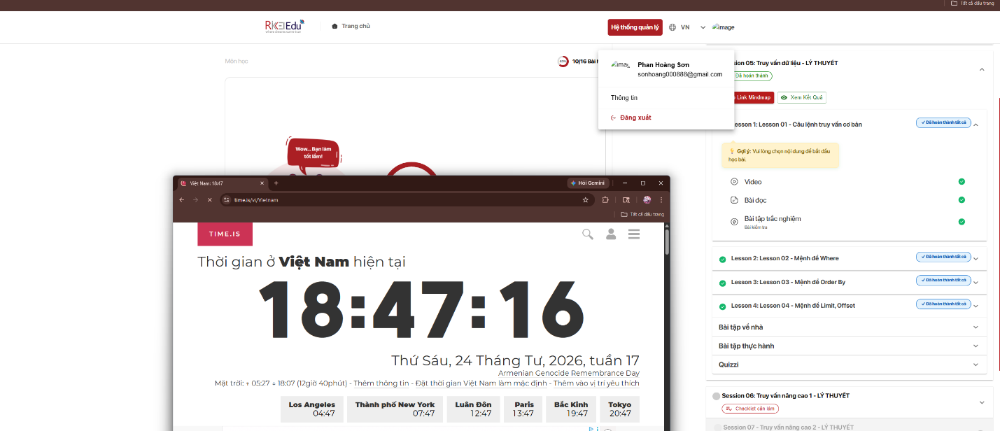 Tất cả dấu trang
RIKKEI Edu
where dreams come true
Trang chủ
Hệ thống quản lý
VN
image
Môn học
10/16 Bài h
Phan Hoàng Sơn
sonhoang000888@gmail.com
Thông tin
Đăng xuất
Wow... Bạn làm
tốt lắm!
sion 05: Truy vấn dữ liệu - LÝ THUYẾT
Đã hoàn thành
Link Mindmap
Xem Kết Quả
esson 1: Lesson 01 - Câu lệnh truy vấn cơ bản
✓ Đã hoàn thành tất cả
Gợi ý: Vui lòng chọn nội dung để bắt đầu
học bài.
Video
Bài đọc
Bài tập trắc nghiệm
Bài kiểm tra
Lesson 2: Lesson 02 - Mệnh đề Where
✓ Đã hoàn thành tất cả
Lesson 3: Lesson 03 - Mệnh đề Order By
✓ Đã hoàn thành tất cả
Lesson 4: Lesson 04 - Mệnh đề Limit, Offset
✓ Đã hoàn thành tất cả
Bài tập về nhà
Bài tập thực hành
Quizzi
Session 06: Truy vấn nâng cao 1 - LÝ THUYẾT
Checklist cần làm
Session 07 - Truy vấn nâng cao 2 - LÝ THUYẾT
Việt Nam: 18:47
Hỏi Gemini
time.is/vi/Vietnam
Tất cả dấu trang
TIME.IS
Thời gian ở Việt Nam hiện tại
18:47:16
Thứ Sáu, 24 Tháng Tư, 2026, tuần 17
Armenian Genocide Remembrance Day
Mặt trời: ↑ 05:27 ↓ 18:07 (12giờ 40phút) - Thêm thông tin - Đặt thời gian Việt Nam làm mặc định - Thêm vào vị trí yêu thích
Los Angeles
04:47
Thành phố New York
07:47
Luân Đôn
12:47
Paris
13:47
Bắc Kinh
19:47
Tokyo
20:47